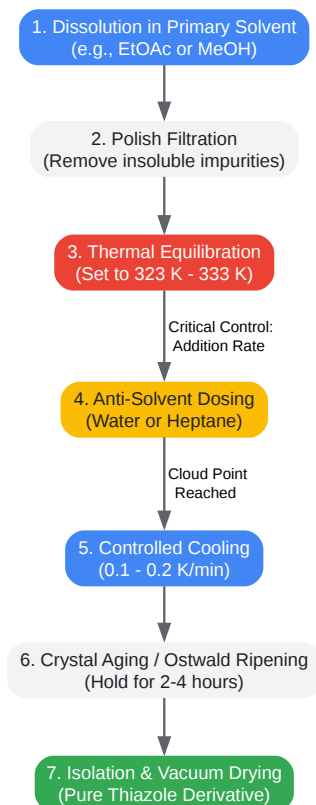 1. Dissolution in Primary Solvent
(e.g., EtOAc or MeOH)
2. Polish Filtration
(Remove insoluble impurities)
3. Thermal Equilibration
(Set to 323 K - 333 K)
Critical Control:
Addition Rate
4. Anti-Solvent Dosing
(Water or Heptane)
Cloud Point
Reached
5. Controlled Cooling
(0.1 - 0.2 K/min)
6. Crystal Aging / Ostwald Ripening
(Hold for 2-4 hours)
7. Isolation & Vacuum Drying
(Pure Thiazole Derivative)